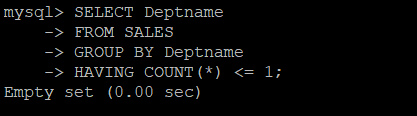 mysql> SELECT Deptname
-> FROM SALES
-> GROUP BY Deptname
-> HAVING COUNT(*) <= 1;
Empty set (0.00 sec)